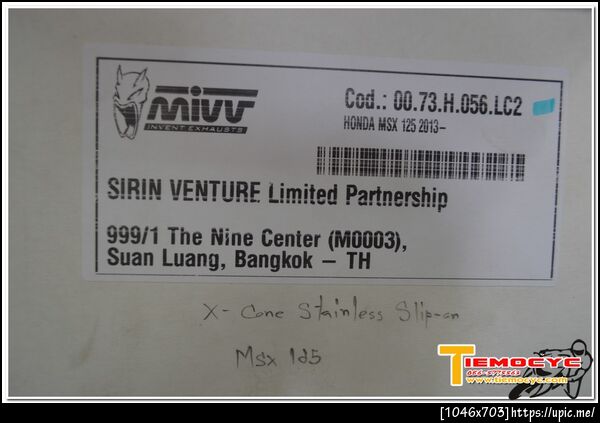 MIVV
INVENT EXHAUSTS
Cod.: 00.73.H.056.LC2
HONDA MSX 125 2013-
SIRIN VENTURE Limited Partnership
999/1 The Nine Center (M0003),
Suan Luang, Bangkok – TH
X- Cone Stainless Slip-on
Msx 125
TIEMOCYC
www.tiemocyc.com
[1046x703]https://upic.me/